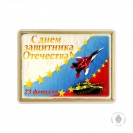 С днем
защитника
Отечества!
23 февраля